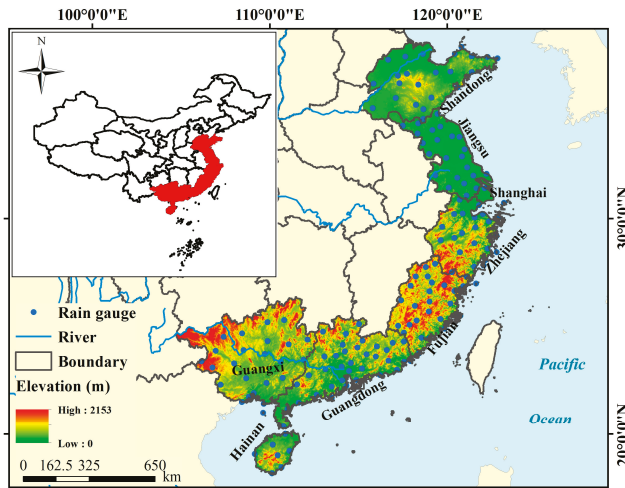 100°0'0"E 110°0'0"E 120°0'0"E
N
Shandong
Jiangsu
Shanghai
30°0'0"N
Zhejiang
Fujian
Rain gauge
River
Boundary
Elevation (m)
High : 2153
Low : 0
0 162.5 325 650
km
Guangxi
Guangdong
Hainan
Pacific
Ocean
20°0'0"N